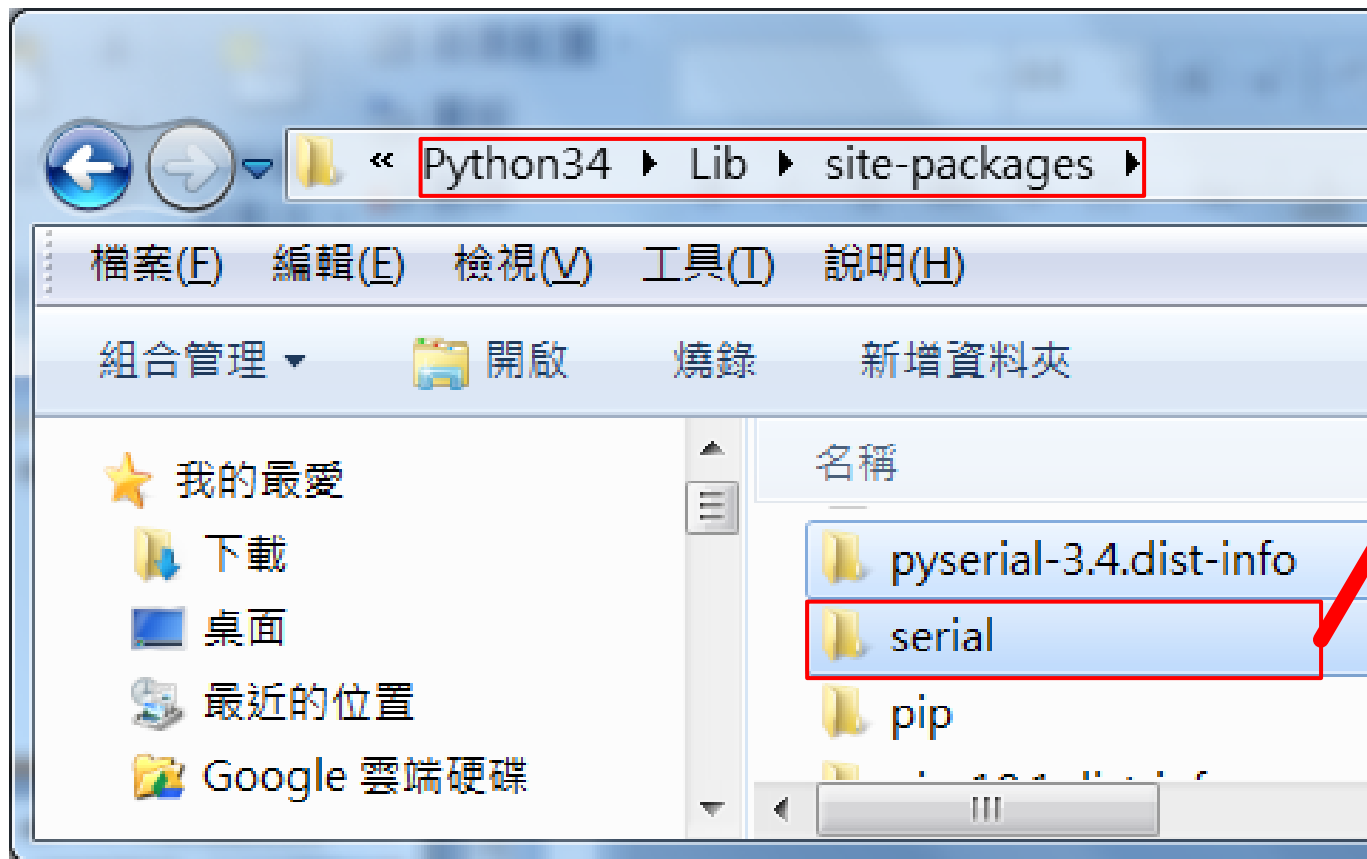 « Python34 ▶ Lib ▶ site-packages ▶
檔案(F) 編輯(E) 檢視(V) 工具(T) 說明(H)
組合管理 ▼ 開啟 燒錄 新增資料夾
我的最愛
下載
桌面
最近的位置
Google 雲端硬碟
名稱
pyserial-3.4.dist-info
serial
pip